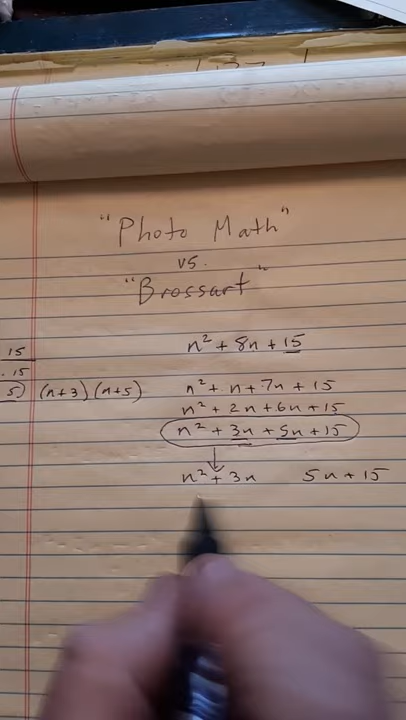 "Photo Math"
vs.
"Brossart"
n² + 8n + 15
15
. 15
5) (n+3)(n+5)
n² + n + 7n + 15
n² + 2n + 6n + 15
n² + 3n + 5n + 15
n² + 3n 5n + 15